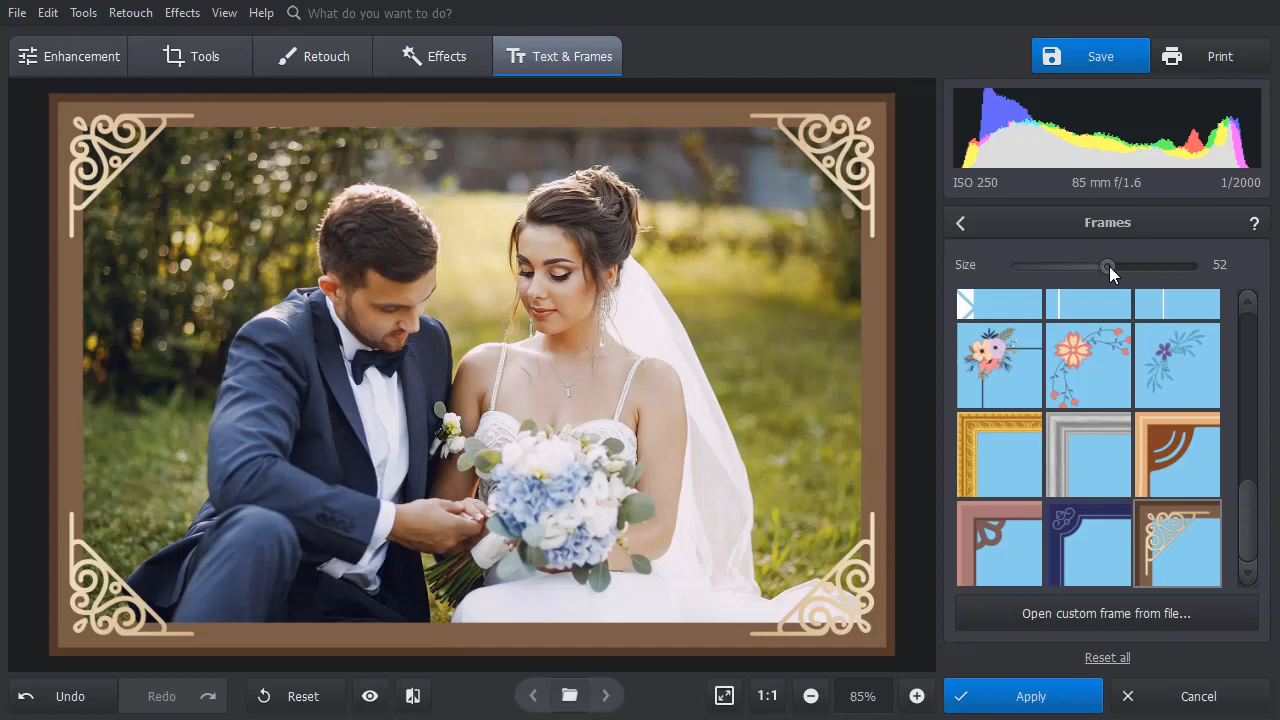 File Edit Tools Retouch Effects View Help What do you want to do?
Enhancement Tools Retouch Effects Text & Frames Save Print
ISO 250 85 mm f/1.6 1/2000
Frames ?
Size 52
Open custom frame from file...
Reset all
Undo Redo Reset 1:1 85% Apply Cancel